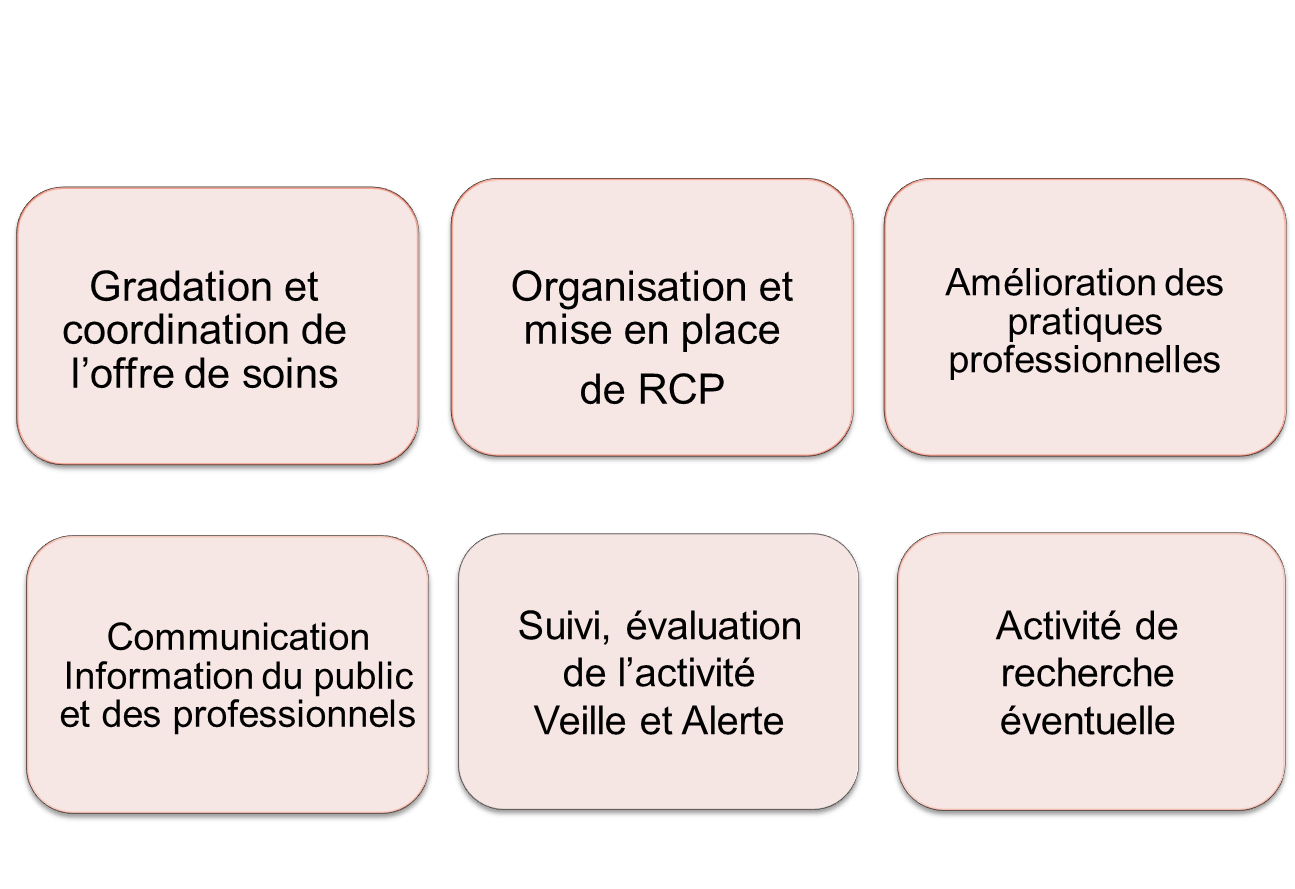 Gradation et
coordination de
l’offre de soins
Organisation et
mise en place
de RCP
Amélioration des
pratiques
professionnelles
Communication
Information du public
et des professionnels
Suivi, évaluation
de l’activité
Veille et Alerte
Activité de
recherche
éventuelle